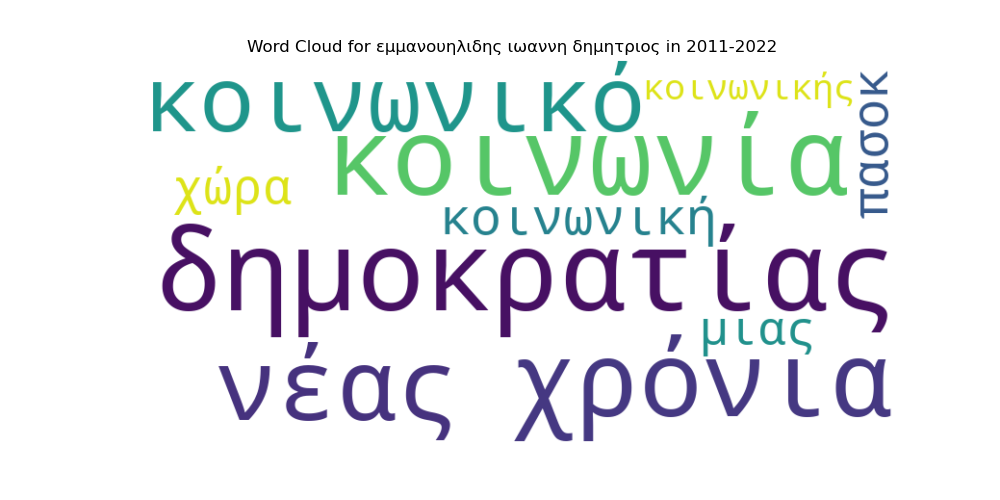 Word Cloud for εμμανουηλιδης ιωαννη δημητριος in 2011-2022
κοινωνικό
κοινωνικής
πασοκ
κοινωνία
χώρα
κοινωνική
δημοκρατίας
μιας
νέας
χρόνια